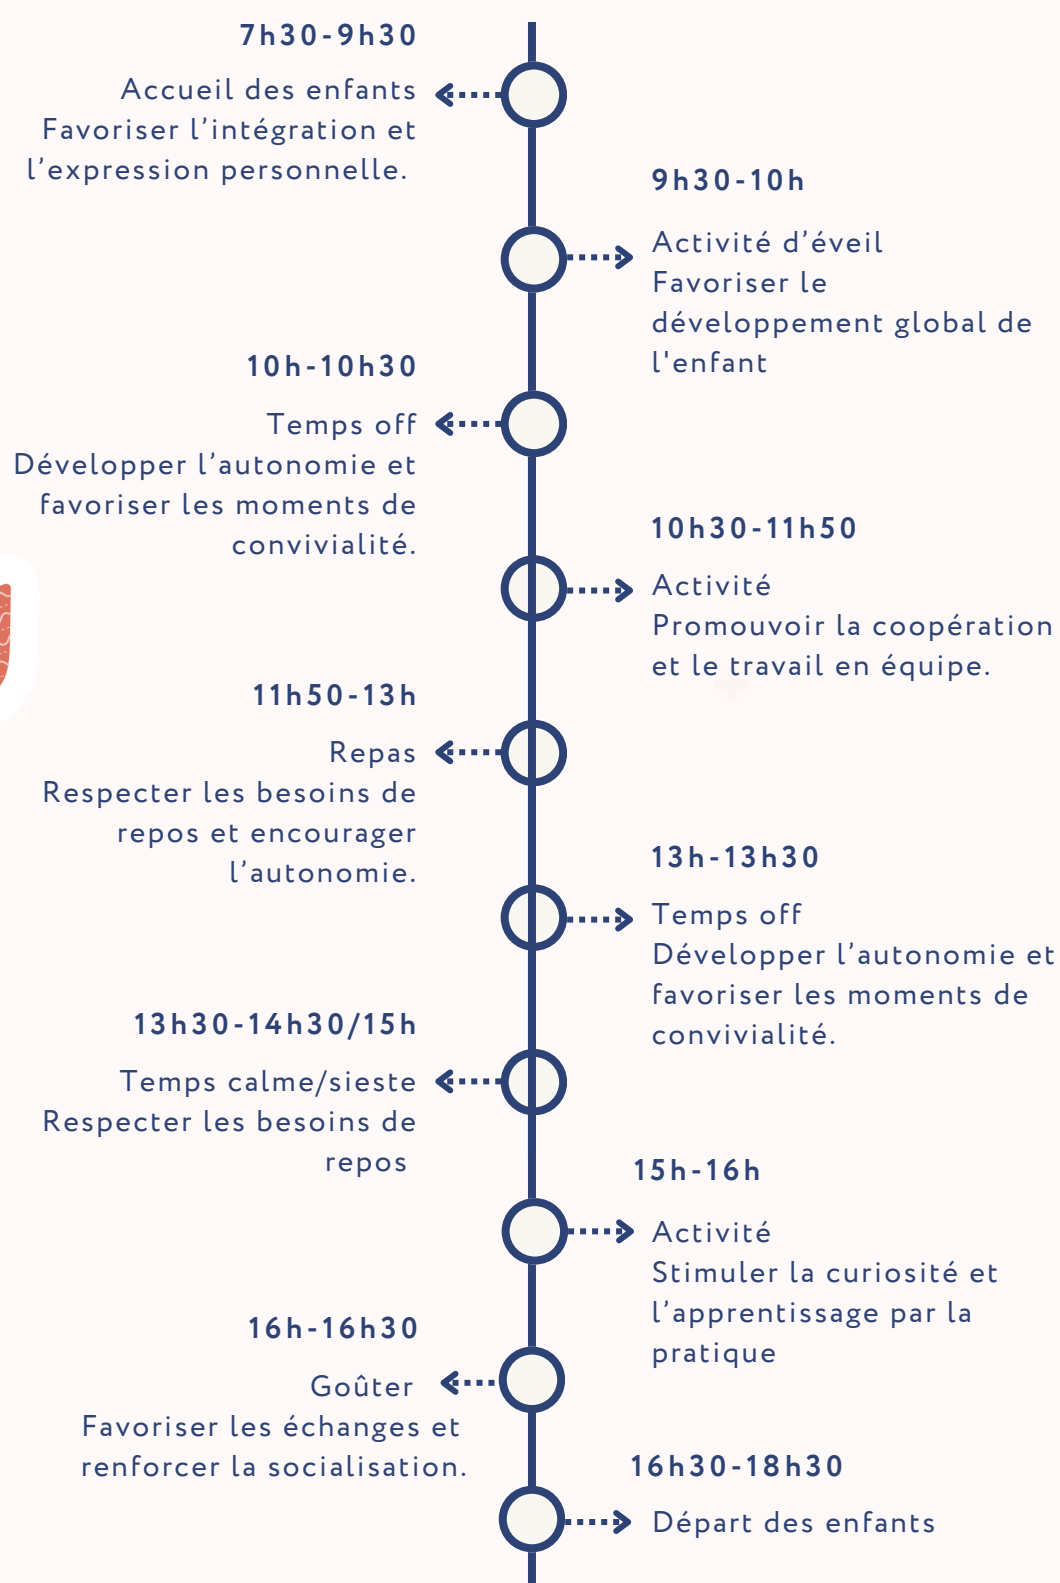 7h30-9h30
Accueil des enfants
Favoriser l’intégration et
l’expression personnelle.
9h30-10h
Activité d’éveil
Favoriser le
développement global de
l'enfant
10h-10h30
Temps off
Développer l’autonomie et
favoriser les moments de
convivialité.
10h30-11h50
Activité
Promouvoir la coopération
et le travail en équipe.
11h50-13h
Repas
Respecter les besoins de
repos et encourager
l’autonomie.
13h-13h30
Temps off
Développer l’autonomie et
favoriser les moments de
convivialité.
13h30-14h30/15h
Temps calme/sieste
Respecter les besoins de
repos
15h-16h
Activité
Stimuler la curiosité et
l’apprentissage par la
pratique
16h-16h30
Goûter
Favoriser les échanges et
renforcer la socialisation.
16h30-18h30
Départ des enfants